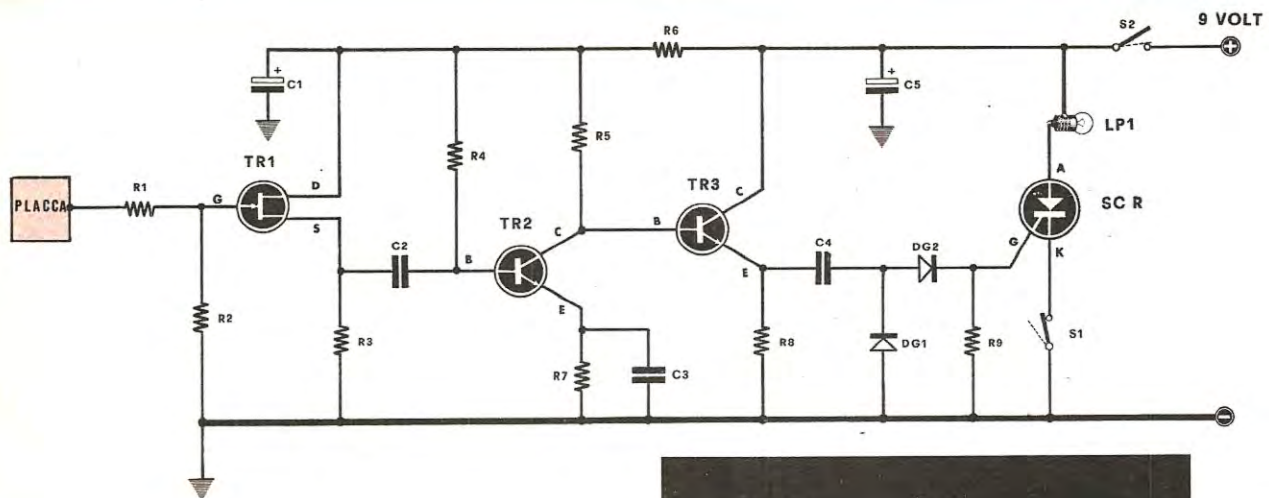 S2
9 VOLT
+
R6
+
C1
+
C5
LP1
R4
R5
A
TR1
TR3
SC R
PLACCA
R1
D
C
G
S
TR2
B
G
K
C2
C
C4
DG2
B
E
E
R2
R3
R8
DG1
R9
S1
R7
C3
-